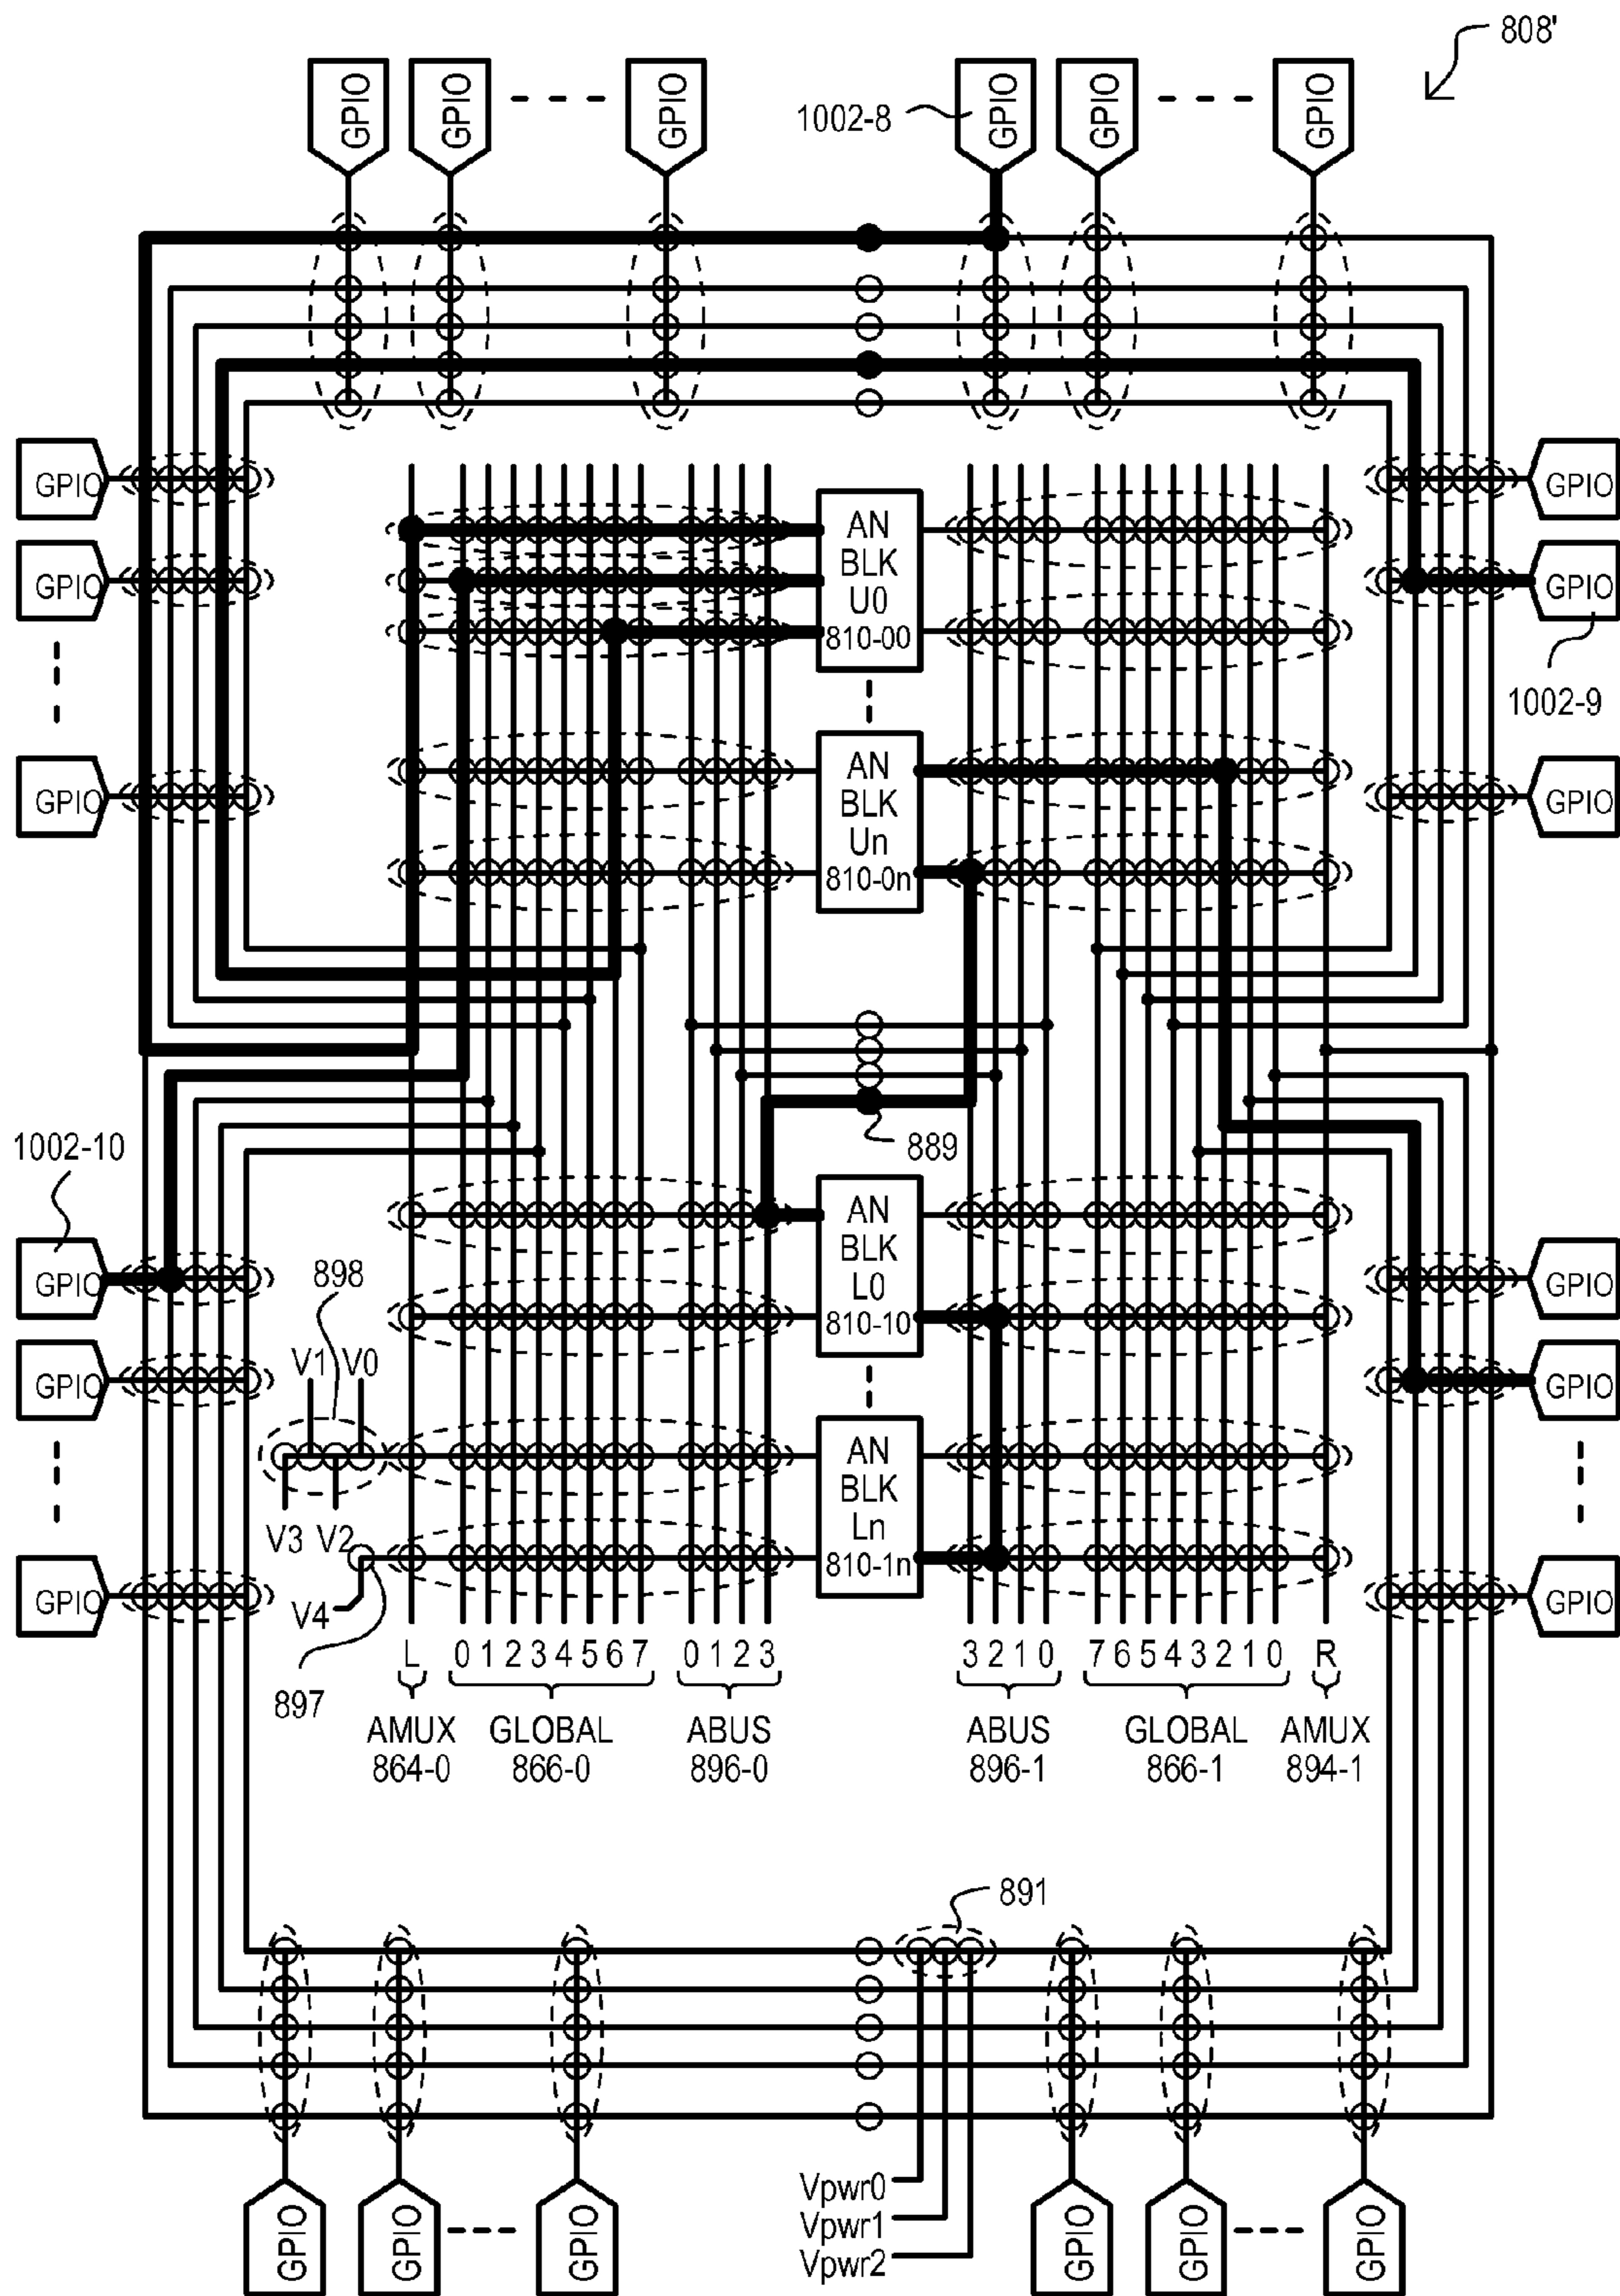 808'
GPIO
GPIO
GPIO
1002-8
GPIO
GPIO
GPIO
GPIO
GPIO
GPIO
GPIO
GPIO
GPIO
1002-9
AN
BLK
U0
810-00
AN
BLK
Un
810-0n
889
1002-10
GPIO
GPIO
GPIO
GPIO
GPIO
GPIO
AN
BLK
L0
810-10
898
V1 V0
V3 V2
V4
897
AN
BLK
Ln
810-1n
L 0 1 2 3 4 5 6 7 0 1 2 3 3 2 1 0 7 6 5 4 3 2 1 0 R
AMUX GLOBAL ABUS ABUS GLOBAL AMUX
864-0 866-0 896-0 896-1 866-1 894-1
891
Vpwr0
Vpwr1
Vpwr2
GPIO
GPIO
GPIO
GPIO
GPIO
GPIO